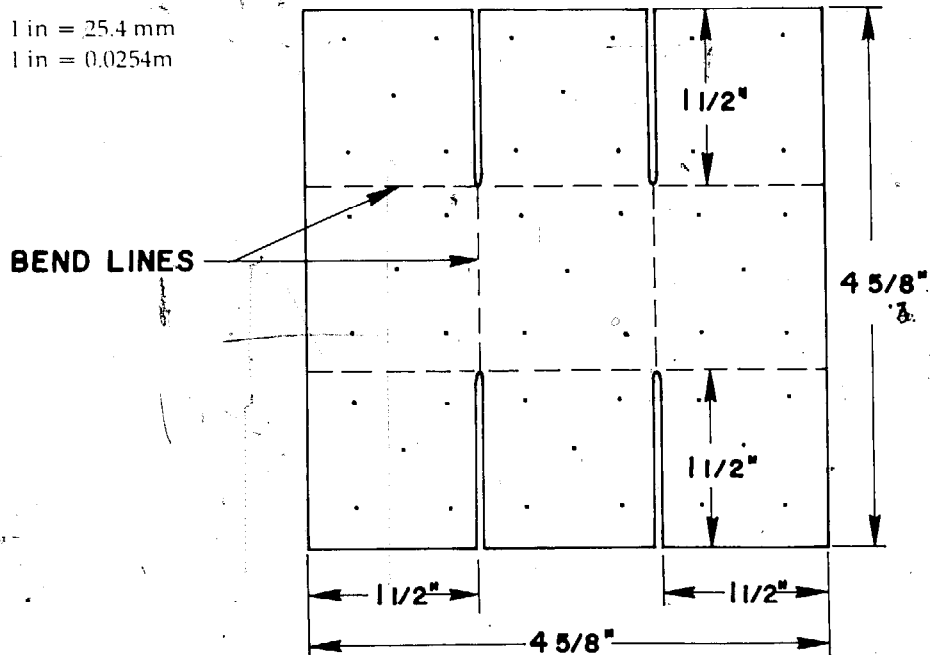 1 in = 25.4 mm
1 in = 0.0254m
1 1/2"
BEND LINES
4 5/8"
1 1/2"
1 1/2"
1 1/2"
4 5/8"